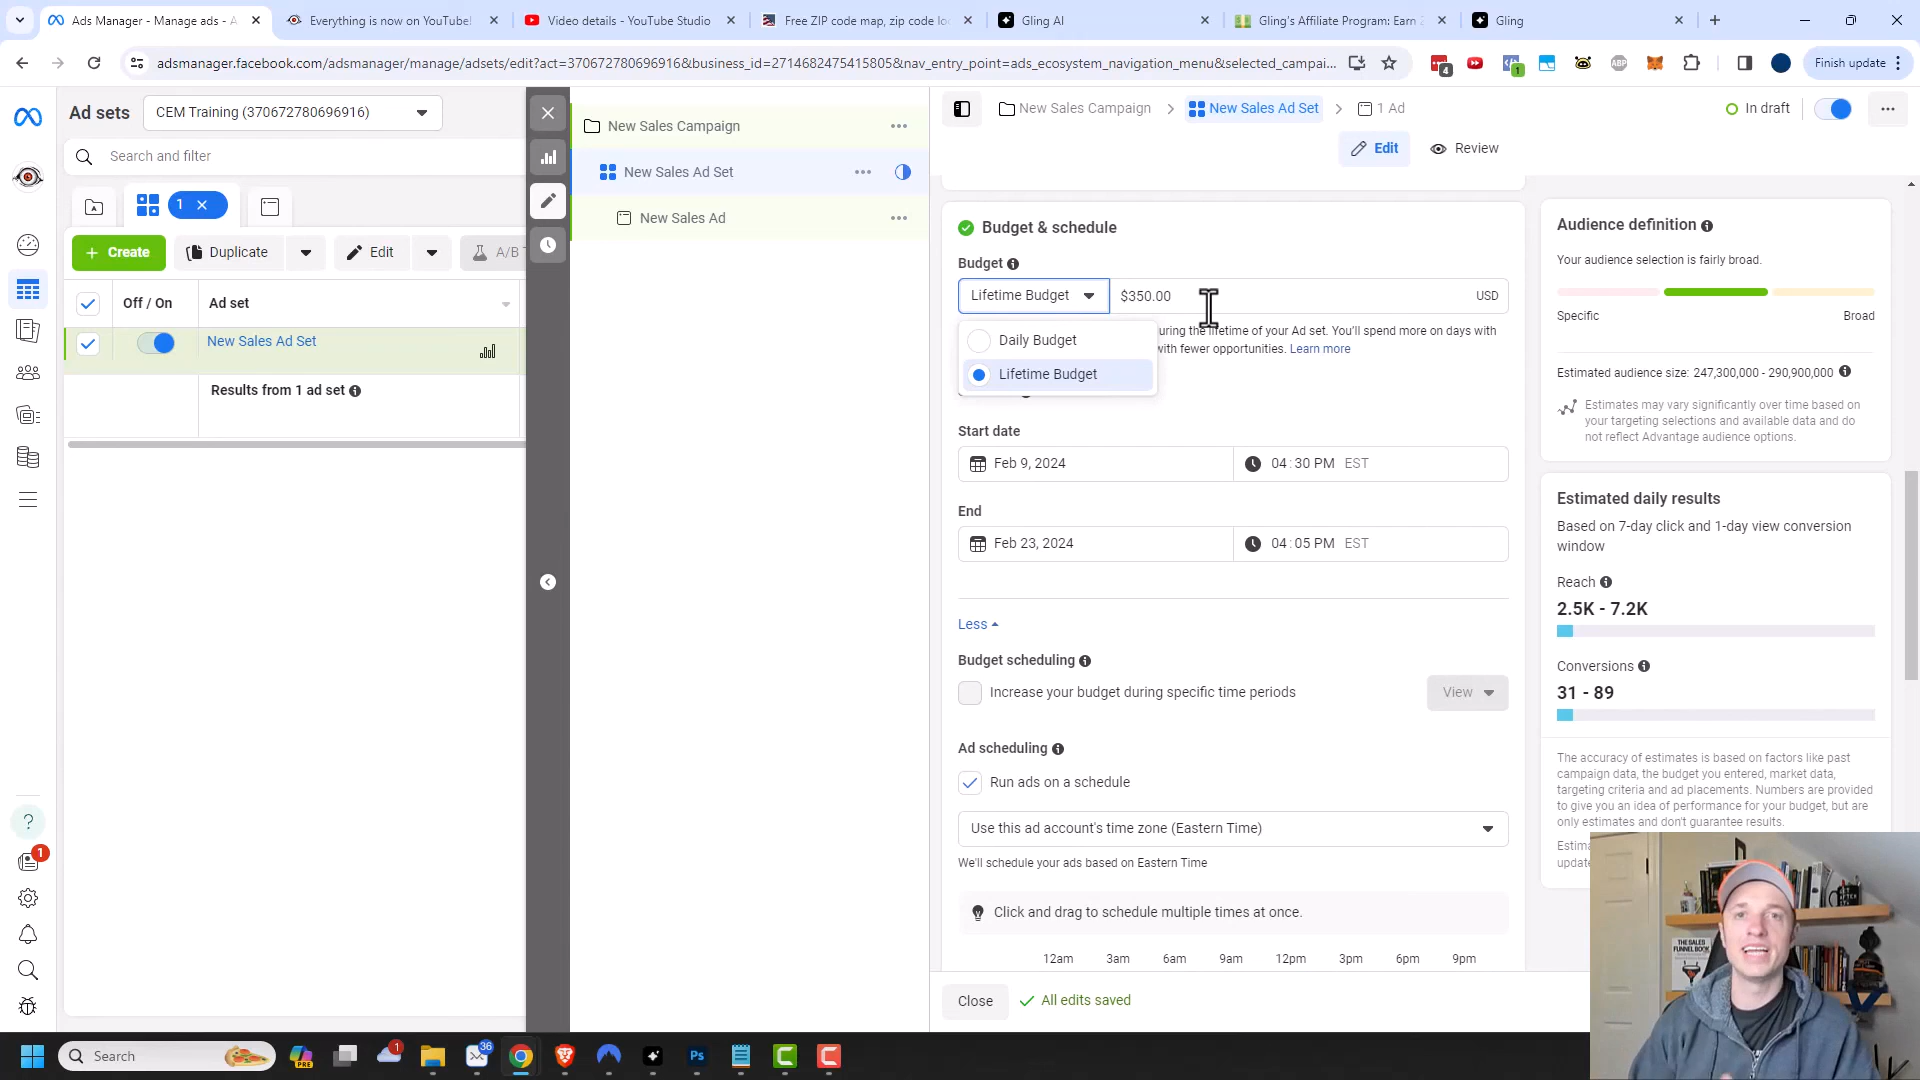 Ads Manager - Manage ads - A
Everything is now on YouTube!
Video details - YouTube Studio
Free ZIP code map, zip code lo
Gling AI
Gling's Affiliate Program: Earn
Gling
adsmanager.facebook.com/adsmanager/manage/adsets/edit?act=370672780696916&business_id=2714682475415805&nav_entry_point=ads_ecosystem_navigation_menu&selected_campai...
4
1
ABP
Finish update
Ad sets
CEM Training (370672780696916)
Search and filter
1
Create
Duplicate
Edit
A/B T
Off / On
Ad set
New Sales Ad Set
Results from 1 ad set
1
New Sales Campaign
New Sales Ad Set
New Sales Ad
New Sales Campaign
New Sales Ad Set
1 Ad
In draft
Edit
Review
Budget & schedule
Budget
Lifetime Budget
$350.00
USD
Daily Budget
Lifetime Budget
uring the lifetime of your Ad set. You'll spend more on days with
with fewer opportunities. Learn more
Start date
Feb 9, 2024
04:30 PM EST
End
Feb 23, 2024
04:05 PM EST
Less
Budget scheduling
Increase your budget during specific time periods
View
Ad scheduling
Run ads on a schedule
Use this ad account's time zone (Eastern Time)
We'll schedule your ads based on Eastern Time
Click and drag to schedule multiple times at once.
12am 3am 6am 9am 12pm 3pm 6pm 9pm
Close
All edits saved
Audience definition
Your audience selection is fairly broad.
Specific
Broad
Estimated audience size: 247,300,000 - 290,900,000
Estimates may vary significantly over time based on
your targeting selections and available data and do
not reflect Advantage audience options.
Estimated daily results
Based on 7-day click and 1-day view conversion
window
Reach
2.5K - 7.2K
Conversions
31 - 89
The accuracy of estimates is based on factors like past
campaign data, the budget you entered, market data,
targeting criteria and ad placements. Numbers are provided
to give you an idea of performance for your budget, but are
only estimates and don't guarantee results.
Estima
update
THE SALES
FUNNEL BOOK
Search
PRE
1
36
Ps